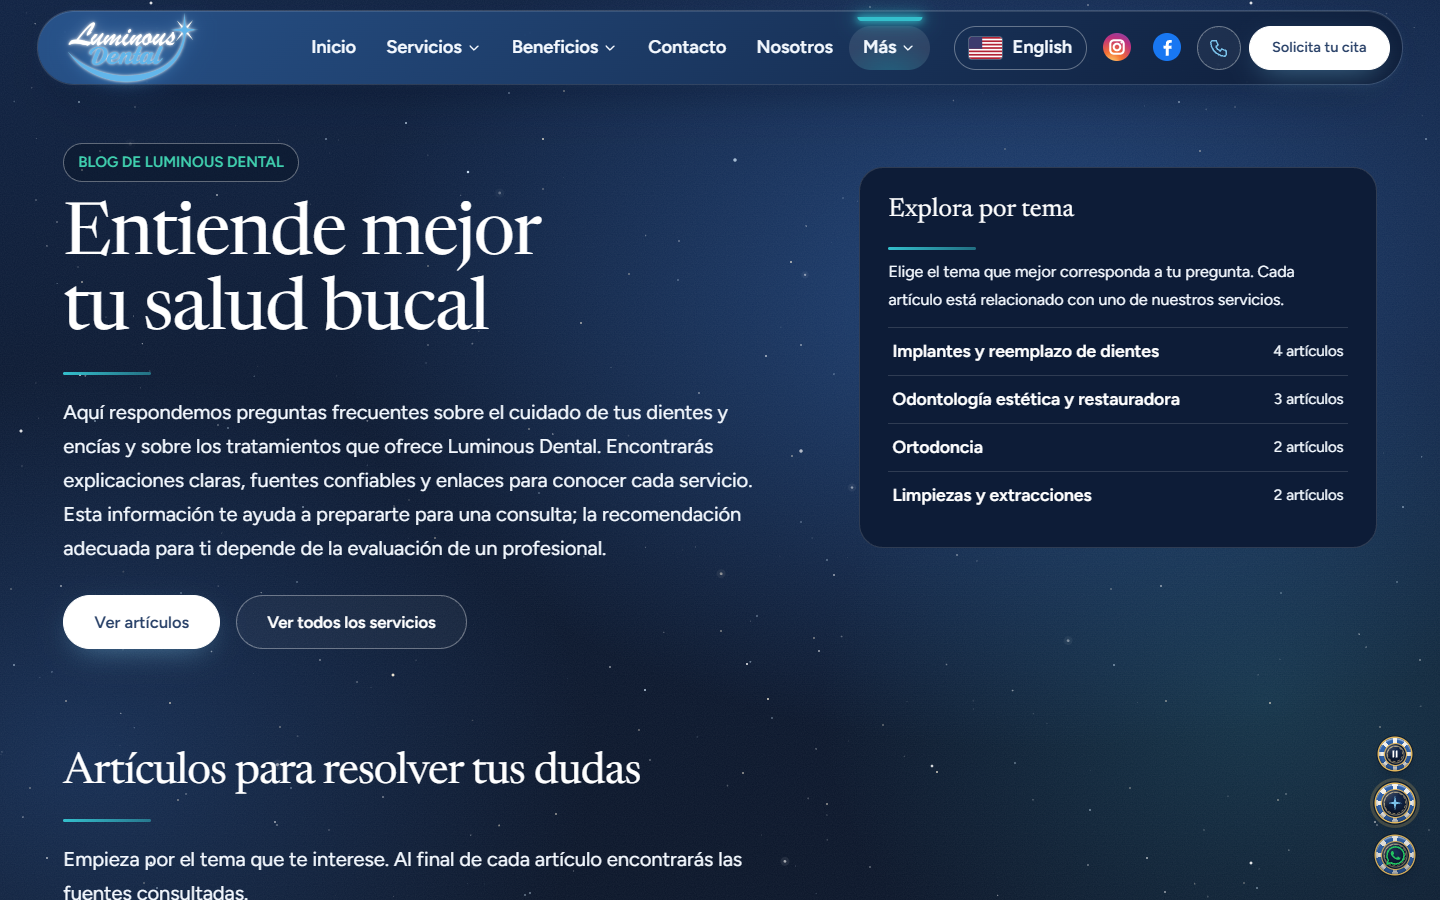 Luminous
Dental
Inicio
Servicios
Beneficios
Contacto
Nosotros
Más
English
Solicita tu cita
BLOG DE LUMINOUS DENTAL
Entiende mejor
tu salud bucal
Aquí respondemos preguntas frecuentes sobre el cuidado de tus dientes y
encías y sobre los tratamientos que ofrece Luminous Dental. Encontrarás
explicaciones claras, fuentes confiables y enlaces para conocer cada servicio.
Esta información te ayuda a prepararte para una consulta; la recomendación
adecuada para ti depende de la evaluación de un profesional.
Ver artículos
Ver todos los servicios
Explora por tema
Elige el tema que mejor corresponda a tu pregunta. Cada
artículo está relacionado con uno de nuestros servicios.
Implantes y reemplazo de dientes 4 artículos
Odontología estética y restauradora 3 artículos
Ortodoncia 2 artículos
Limpiezas y extracciones 2 artículos
Artículos para resolver tus dudas
Empieza por el tema que te interese. Al final de cada artículo encontrarás las
fuentes consultadas.